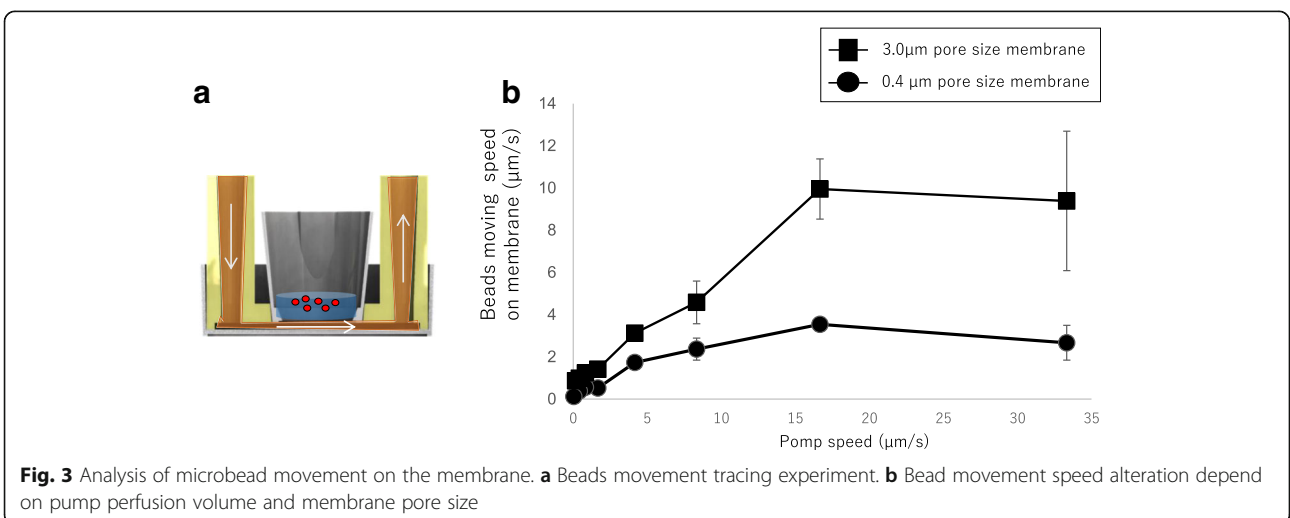 3.0μm pore size membrane
0.4 μm pore size membrane
a
b
Beads moving speed
on membrane (μm/s)
14
12
10
8
6
4
2
0
0 5 10 15 20 25 30 35
Pomp speed (μm/s)
Fig. 3 Analysis of microbead movement on the membrane. a Beads movement tracing experiment. b Bead movement speed alteration depend
on pump perfusion volume and membrane pore size